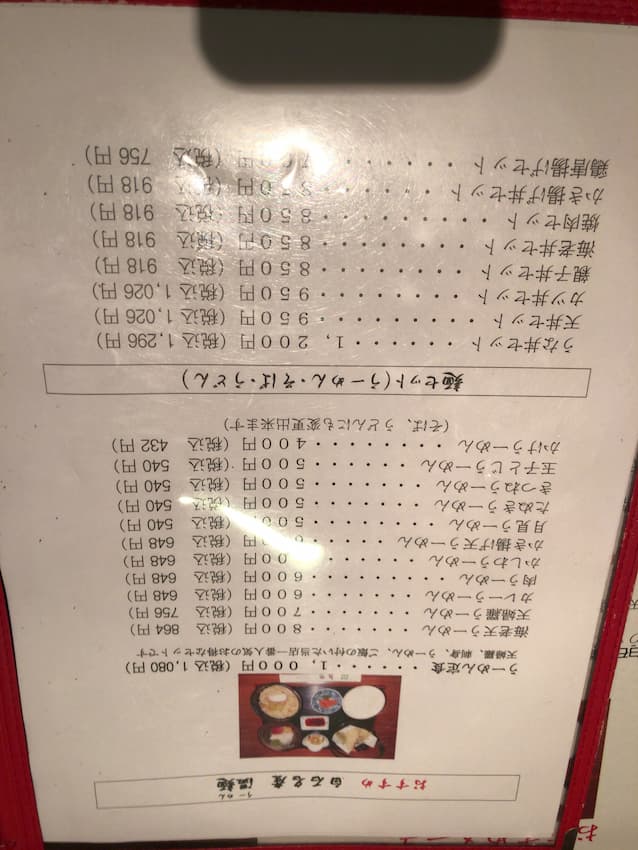 うーめん
おすすめ 白石名産 温麺
うーめん定食・・・・・・1,000円(税込1,080円)
天婦羅、刺身、うーめん、ご飯の付いた当店一番人気のお得なセットです
海老天うーめん・・・・・・・・800円(税込 864円)
天婦羅うーめん・・・・・・・・700円(税込 756円)
カレーうーめん・・・・・・・・600円(税込 648円)
肉うーめん・・・・・・・・・・600円(税込 648円)
かしわうーめん・・・・・・・・00円(税込 648円)
かき揚げ天うーめん・・・・・・6 円(税込 648円)
月見うーめん・・・・・・・・・500円(税込 540円)
たぬきうーめん・・・・・・・・500円(税込 540円)
きつねうーめん・・・・・・・・500円(税込 540円)
玉子とじうーめん・・・・・・・500円(税込 540円)
かけうーめん・・・・・・・・・400円(税込 432円)
(そば、うどんにも変更出来ます)
麺セット(うーめん・そば・うどん)
うな丼セット・・・・・・・1,200円(税込1,296円)
天丼セット・・・・・・・・・950円(税込1,026円)
カツ丼セット・・・・・・・・950円(税込1,026円)
親子丼セット・・・・・・・・850円(税込 918円)
海老丼セット・・・・・・・・850円(税込 918円)
焼肉セット・・・・・・・・・850円(税込 918円)
かき揚げ丼セット・・・・・・850円(税込 918円)
鶏唐揚げセット・・・・・・・700円(税込 756円)